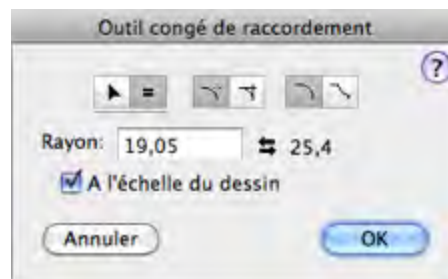 Outil congé de raccordement
?
Rayon: 19,05 25,4
A l'échelle du dessin
Annuler OK